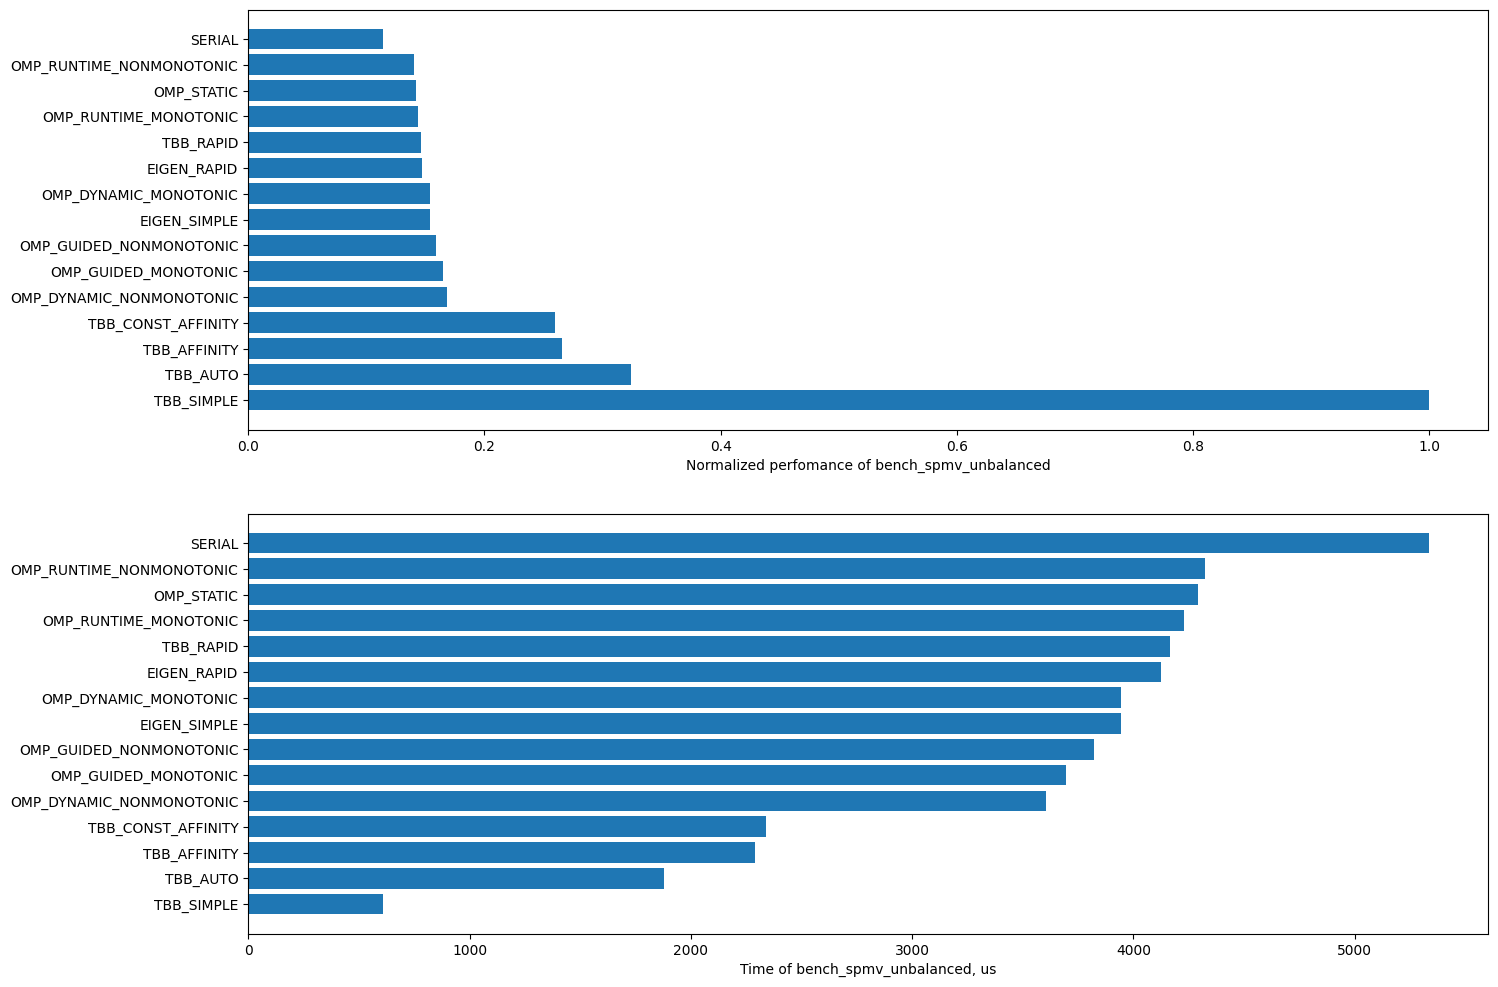 SERIAL
OMP_RUNTIME_NONMONOTONIC
OMP_STATIC
OMP_RUNTIME_MONOTONIC
TBB_RAPID
EIGEN_RAPID
OMP_DYNAMIC_MONOTONIC
EIGEN_SIMPLE
OMP_GUIDED_NONMONOTONIC
OMP_GUIDED_MONOTONIC
OMP_DYNAMIC_NONMONOTONIC
TBB_CONST_AFFINITY
TBB_AFFINITY
TBB_AUTO
TBB_SIMPLE
0.0 0.2 0.4 0.6 0.8 1.0
Normalized perfomance of bench_spmv_unbalanced
SERIAL
OMP_RUNTIME_NONMONOTONIC
OMP_STATIC
OMP_RUNTIME_MONOTONIC
TBB_RAPID
EIGEN_RAPID
OMP_DYNAMIC_MONOTONIC
EIGEN_SIMPLE
OMP_GUIDED_NONMONOTONIC
OMP_GUIDED_MONOTONIC
OMP_DYNAMIC_NONMONOTONIC
TBB_CONST_AFFINITY
TBB_AFFINITY
TBB_AUTO
TBB_SIMPLE
0 1000 2000 3000 4000 5000
Time of bench_spmv_unbalanced, us